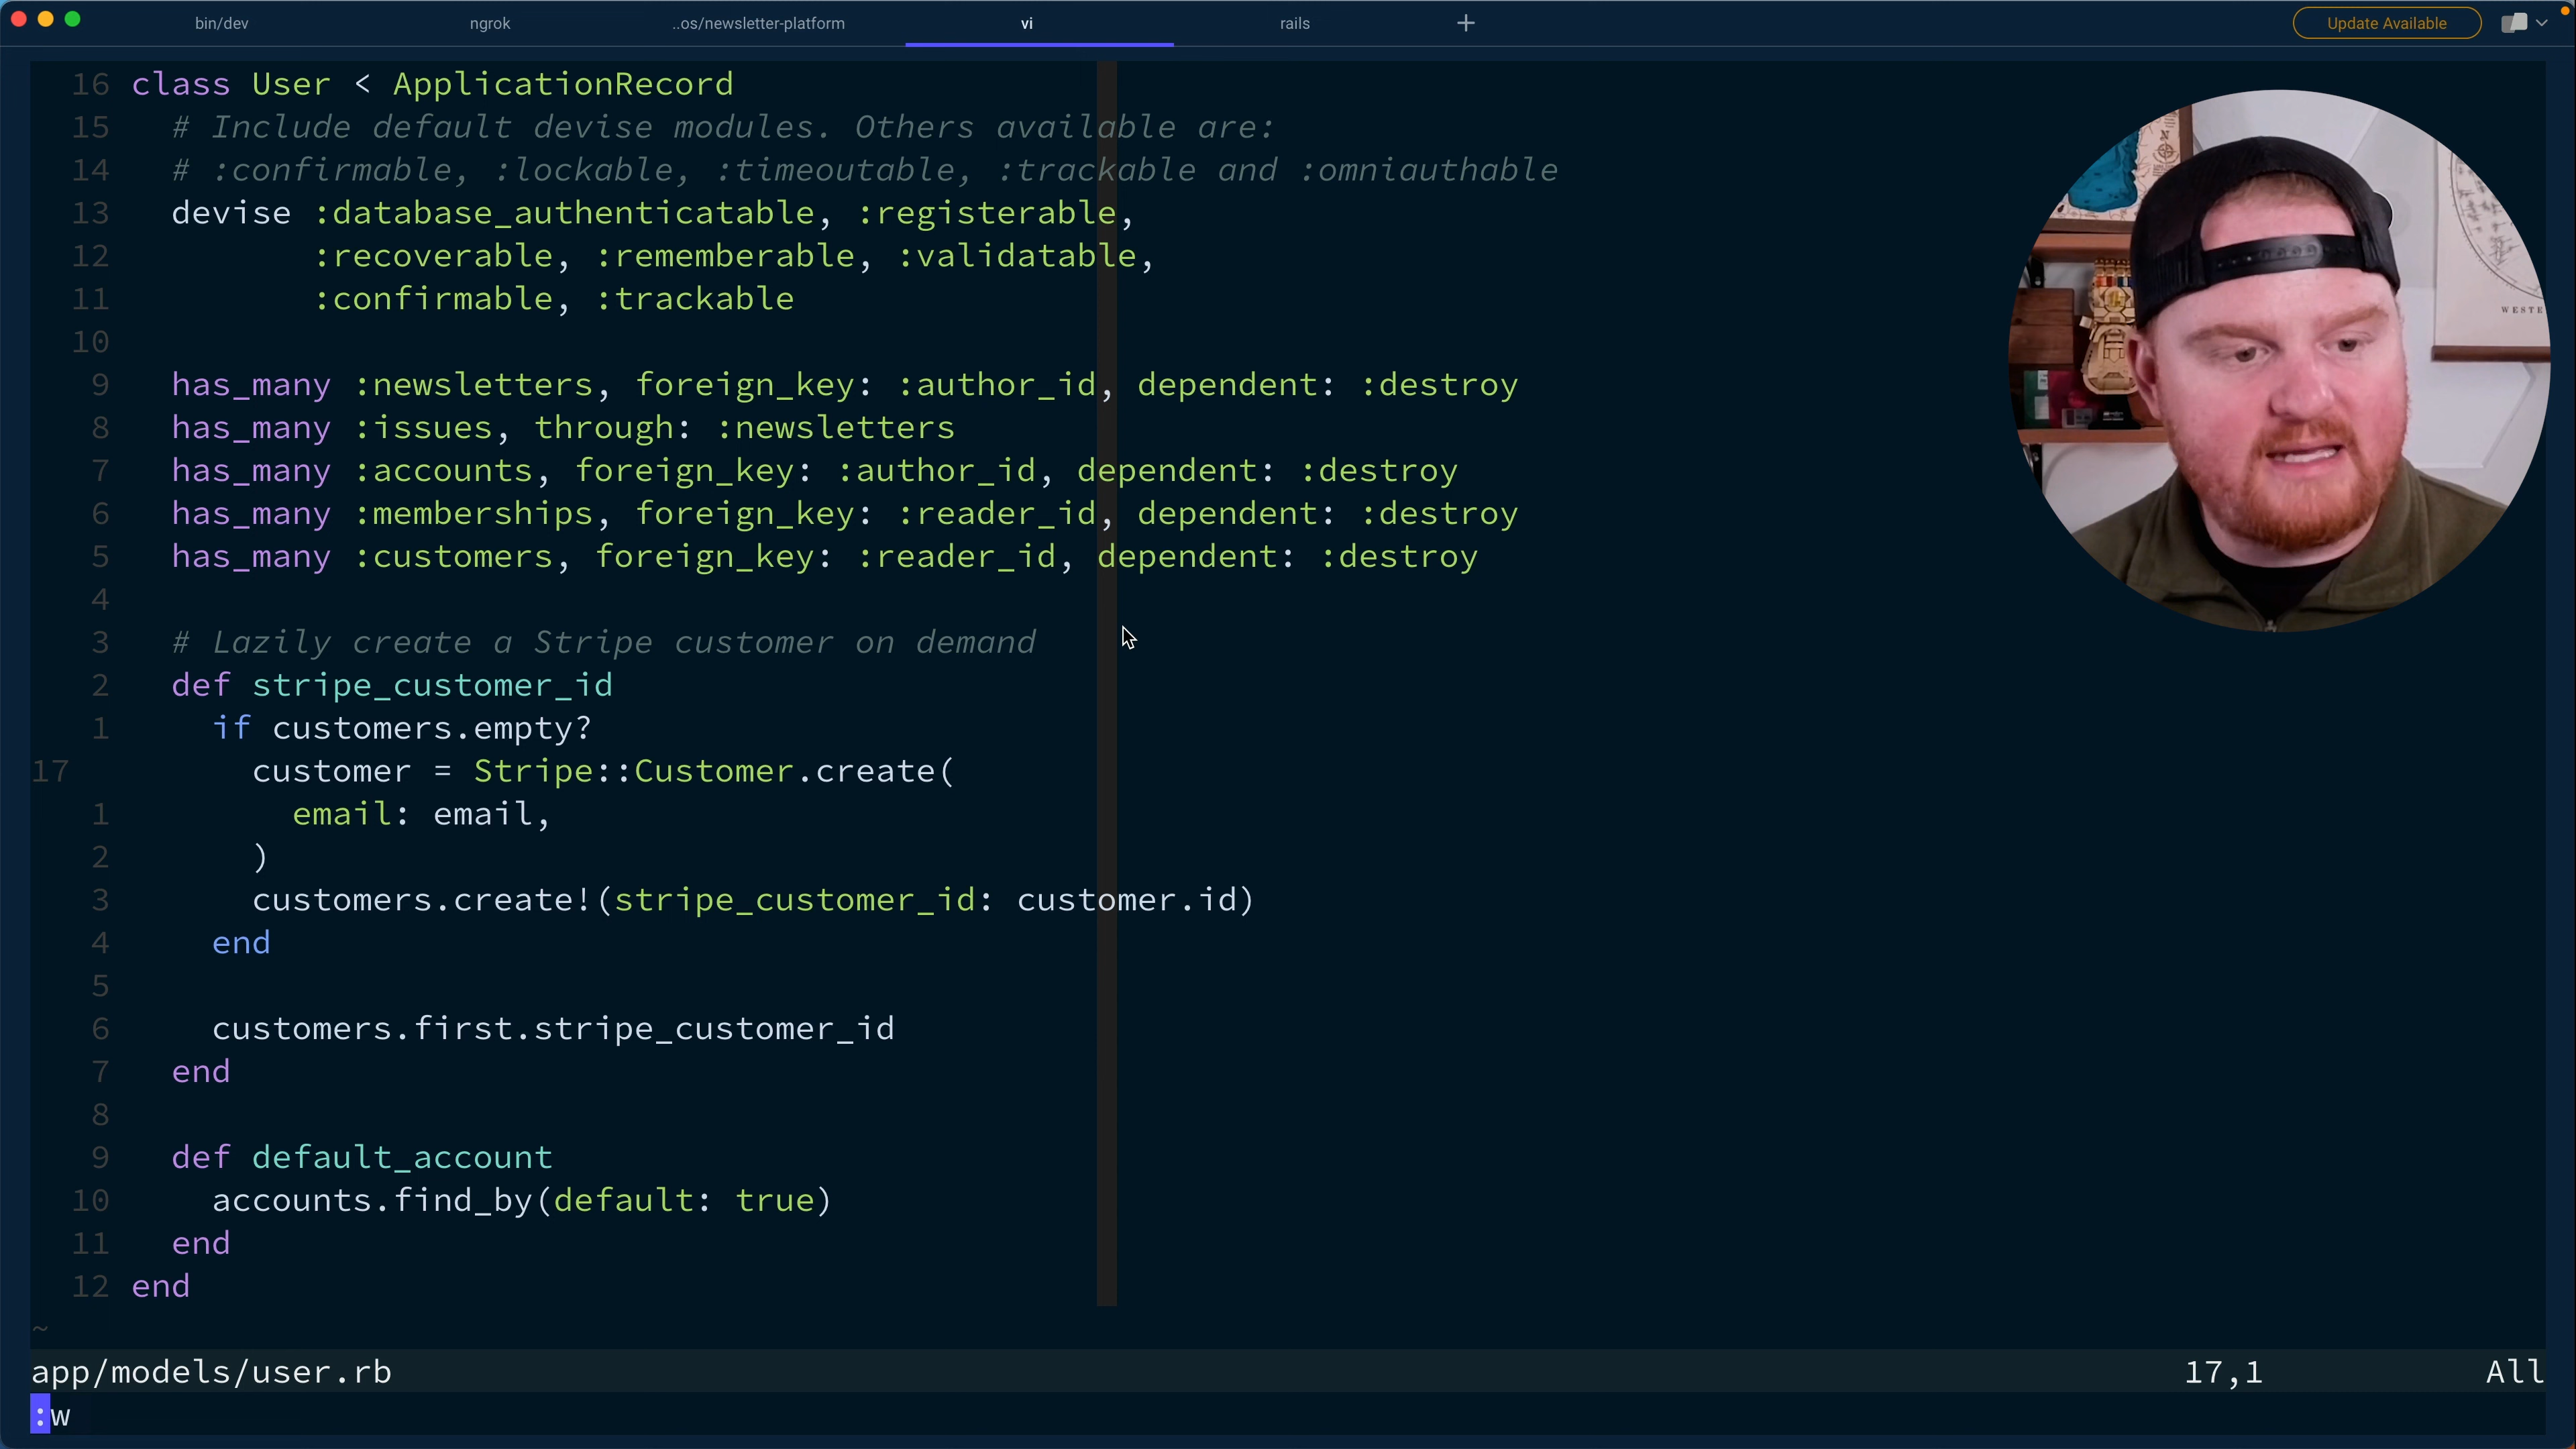 bin/dev ngrok ..os/newsletter-platform vi rails + Update Available
16 class User < ApplicationRecord
15 # Include default devise modules. Others available are:
14 # :confirmable, :lockable, :timeoutable, :trackable and :omniauthable
13 devise :database_authenticatable, :registerable,
12 :recoverable, :rememberable, :validatable,
11 :confirmable, :trackable
10
9 has_many :newsletters, foreign_key: :author_id, dependent: :destroy
8 has_many :issues, through: :newsletters
7 has_many :accounts, foreign_key: :author_id, dependent: :destroy
6 has_many :memberships, foreign_key: :reader_id, dependent: :destroy
5 has_many :customers, foreign_key: :reader_id, dependent: :destroy
4
3 # Lazily create a Stripe customer on demand
2 def stripe_customer_id
1 if customers.empty?
17 customer = Stripe::Customer.create(
1 email: email,
2 )
3 customers.create!(stripe_customer_id: customer.id)
4 end
5
6 customers.first.stripe_customer_id
7 end
8
9 def default_account
10 accounts.find_by(default: true)
11 end
12 end
~
app/models/user.rb 17,1 All
:w
N
WESTE